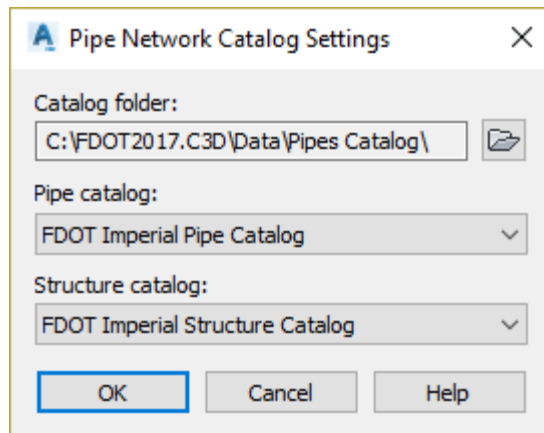 Pipe Network Catalog Settings
Catalog folder:
C:\FDOT2017.C3D\Data\Pipes Catalog\
Pipe catalog:
FDOT Imperial Pipe Catalog
Structure catalog:
FDOT Imperial Structure Catalog
OK Cancel Help